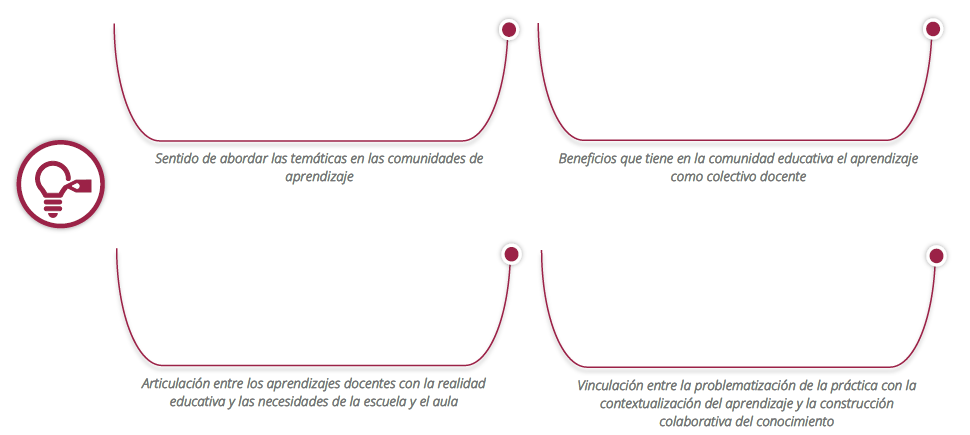 Sentido de abordar las temáticas en las comunidades de
aprendizaje
Beneficios que tiene en la comunidad educativa el aprendizaje
como colectivo docente
Articulación entre los aprendizajes docentes con la realidad
educativa y las necesidades de la escuela y el aula
Vinculación entre la problematización de la práctica con la
contextualización del aprendizaje y la construcción
colaborativa del conocimiento